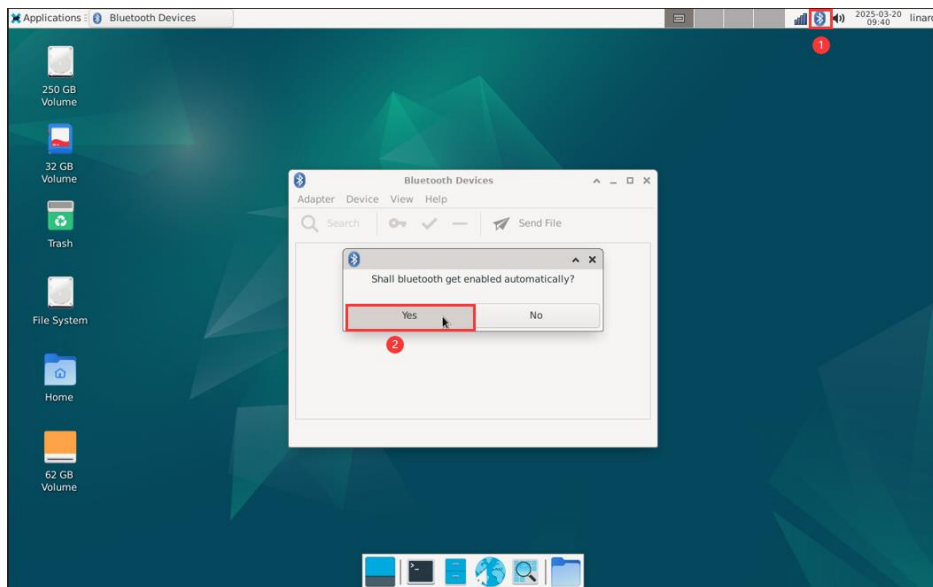 Applications
Bluetooth Devices
2025-03-20
09:40
1
250 GB
Volume
32 GB
Volume
Trash
File System
Home
62 GB
Volume
Bluetooth Devices
Adapter Device View Help
Search
Send File
Shall bluetooth get enabled automatically?
Yes
No
2